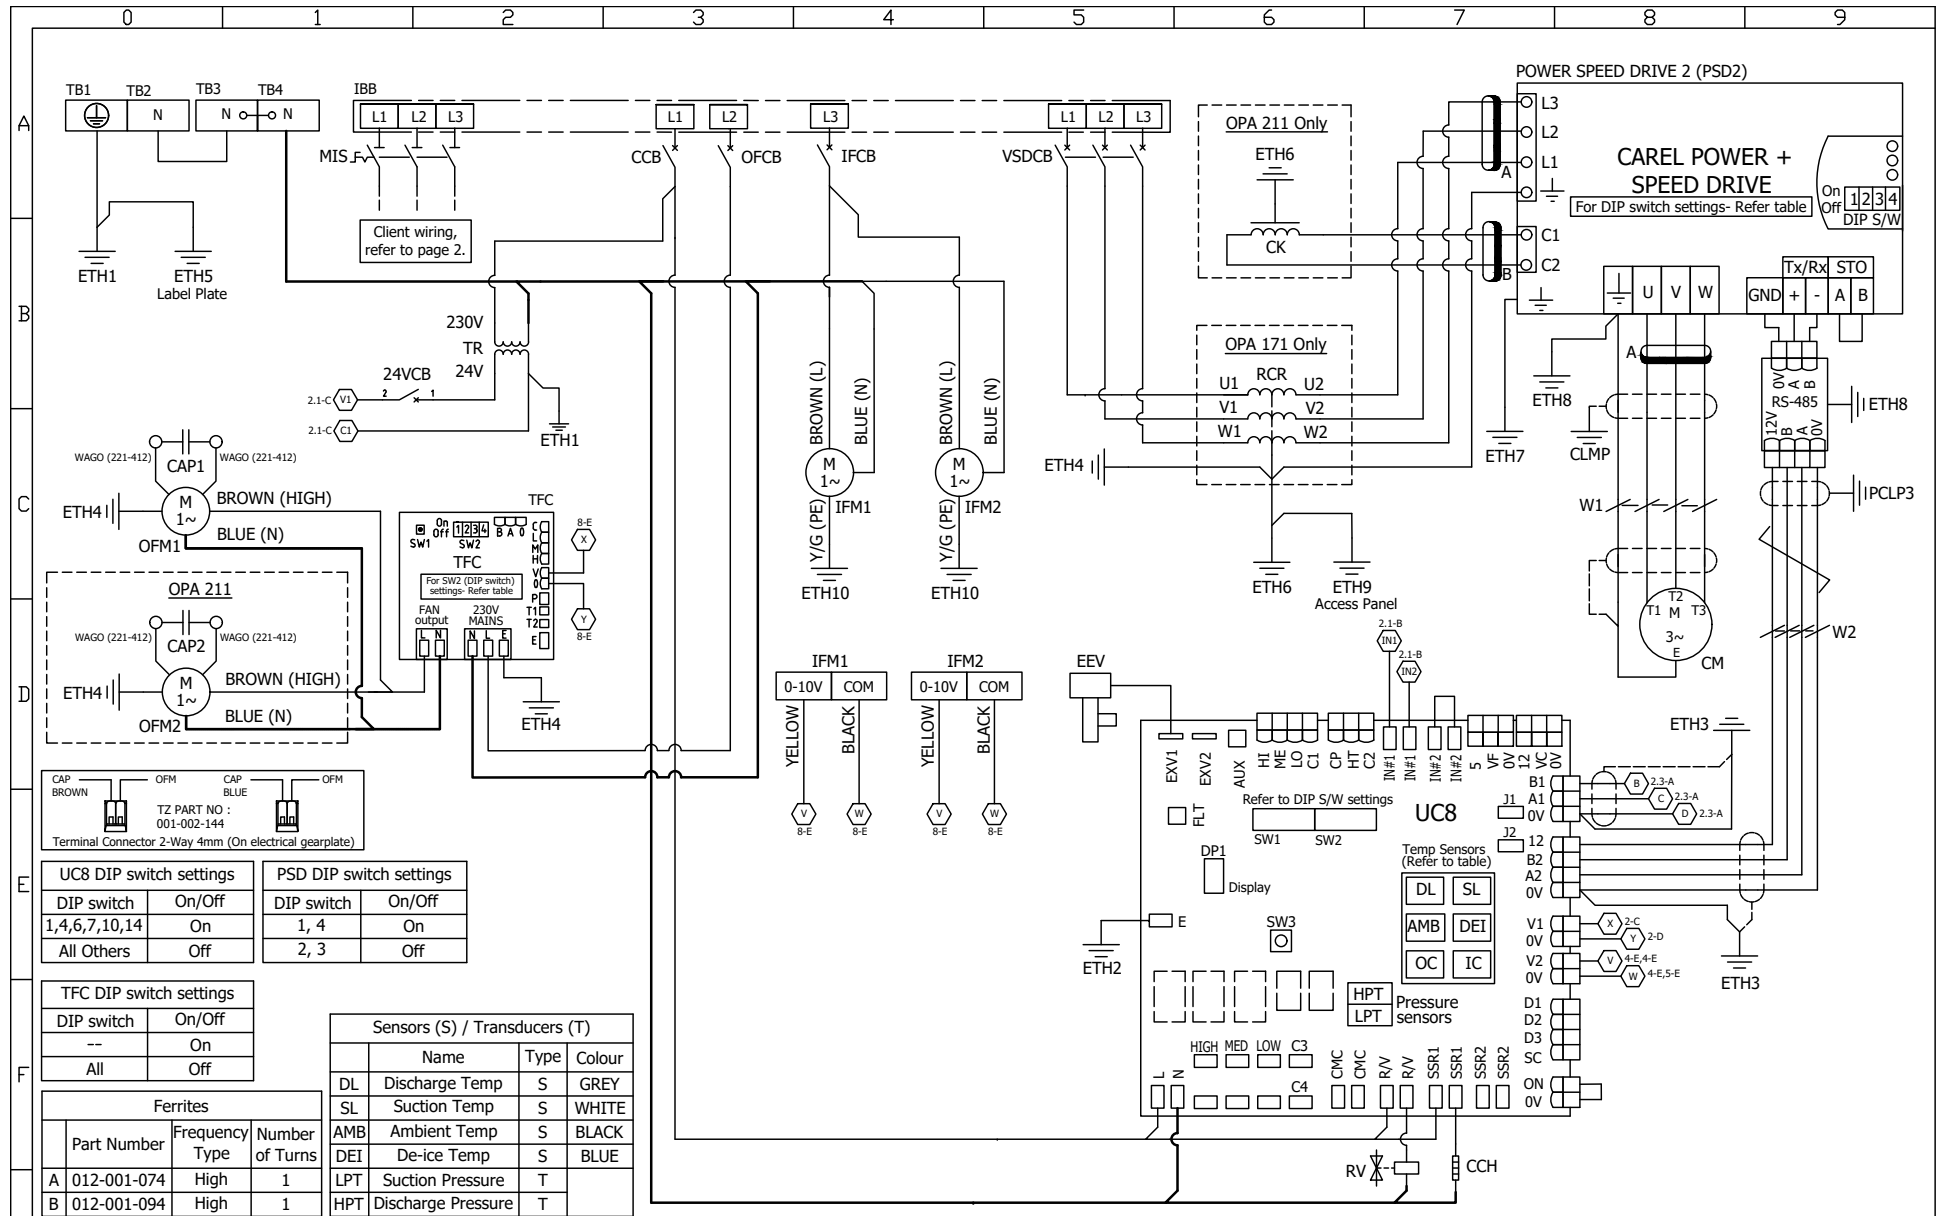 0 1 2 3 4 5 6 7 8 9
A
B
C
D
E
F
TB1 TB2 TB3 TB4
N N N
IBB
L1 L2 L3 L1 L2 L3 L1 L2 L3
MIS CCB OFCB IFCB VSDCB
Client wiring,
refer to page 2.
ETH1 ETH5
Label Plate
230V
TR
24V
24VCB
2 1
2.1-C V1
2.1-C C1
ETH1
OPA 211 Only
ETH6
CK
OPA 171 Only
RCR
U1 U2
V1 V2
W1 W2
ETH4
ETH6 ETH9
Access Panel
POWER SPEED DRIVE 2 (PSD2)
L3
L2
L1
A
C1
C2
B
CAREL POWER +
SPEED DRIVE
For DIP switch settings- Refer table
On
Off
1 2 3 4
DIP S/W
U V W
Tx/Rx STO
GND + - A B
ETH7
ETH8
A
CLMP
W1
T1 T2 T3
M
3~
E
CM
0V A B
RS-485
12V B A 0V
ETH8
PCLP3
W2
WAGO (221-412) WAGO (221-412)
CAP1
M
1~
ETH4
OFM1
BROWN (HIGH)
BLUE (N)
OPA 211
WAGO (221-412) WAGO (221-412)
CAP2
M
1~
ETH4
OFM2
BROWN (HIGH)
BLUE (N)
TFC
On
Off
1 2 3 4
SW1 SW2
B A 0
C
L
M
H
V
0
P
T1
T2
E
TFC
For SW2 (DIP switch)
settings- Refer table
FAN
output
230V
MAINS
L N N L E
8-E
X
Y
8-E
ETH4
BROWN (L) BLUE (N) BROWN (L) BLUE (N)
M
1~
IFM1
M
1~
IFM2
Y/G (PE) Y/G (PE)
ETH10 ETH10
IFM1 IFM2
0-10V COM 0-10V COM
YELLOW BLACK YELLOW BLACK
V W V W
8-E 8-E 8-E 8-E
EEV
2.1-B
IN1
2.1-B
IN2
EXV1 EXV2 AUX HI ME LO C1 CP HT C2 IN#1 IN#1 IN#2 IN#2 5 VF 0V 12 VC 0V
FLT
Refer to DIP S/W settings
SW1 SW2
UC8
DP1
Display
J1
J2
Temp Sensors
(Refer to table)
DL SL
AMB DEI
OC IC
SW3
E
ETH2
HPT
LPT
Pressure
sensors
HIGH MED LOW C3
C4
L N CMC CMC R/V R/V SSR1 SSR1 SSR2 SSR2
RV CCH
B1
A1
0V
12
B2
A2
0V
V1
0V
V2
0V
D1
D2
D3
SC
ON
0V
B 2.3-A
C 2.3-A
D 2.3-A
X 2-C
Y 2-D
V 4-E,4-E
W 4-E,5-E
ETH3
ETH3
CAP OFM CAP OFM
BROWN BLUE
TZ PART NO :
001-002-144
Terminal Connector 2-Way 4mm (On electrical gearplate)
UC8 DIP switch settings
DIP switch On/Off
1,4,6,7,10,14 On
All Others Off
PSD DIP switch settings
DIP switch On/Off
1, 4 On
2, 3 Off
TFC DIP switch settings
DIP switch On/Off
-- On
All Off
Ferrites
Part Number Frequency Type Number of Turns
A 012-001-074 High 1
B 012-001-094 High 1
Sensors (S) / Transducers (T)
Name Type Colour
DL Discharge Temp S GREY
SL Suction Temp S WHITE
AMB Ambient Temp S BLACK
DEI De-ice Temp S BLUE
LPT Suction Pressure T
HPT Discharge Pressure T